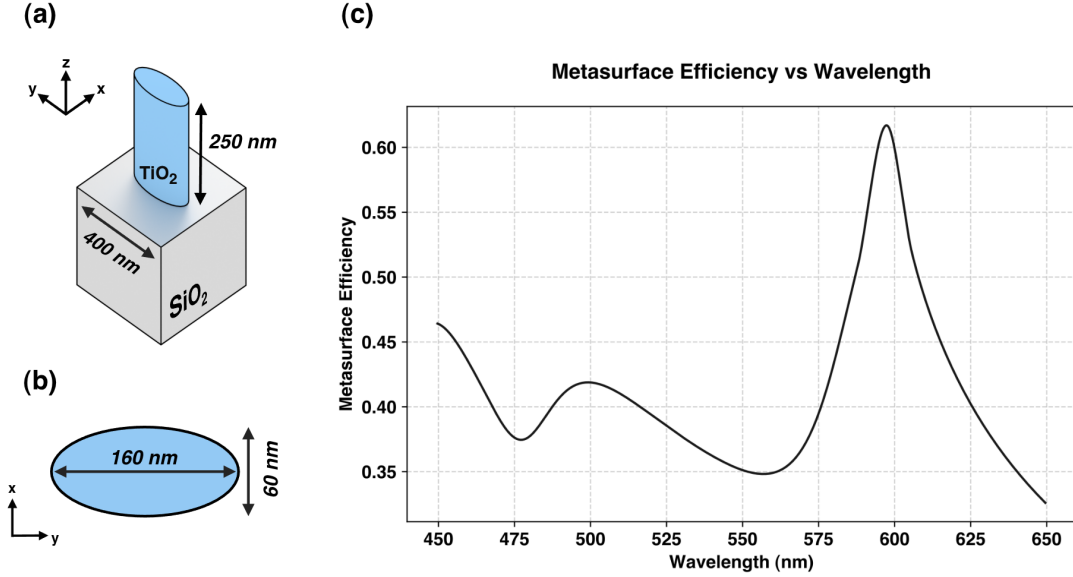 (a)
z
y
x
250 nm
TiO2
400 nm
SiO2
(b)
160 nm
60 nm
x
y
(c)
Metasurface Efficiency vs Wavelength
Metasurface Efficiency
0.60
0.55
0.50
0.45
0.40
0.35
450 475 500 525 550 575 600 625 650
Wavelength (nm)